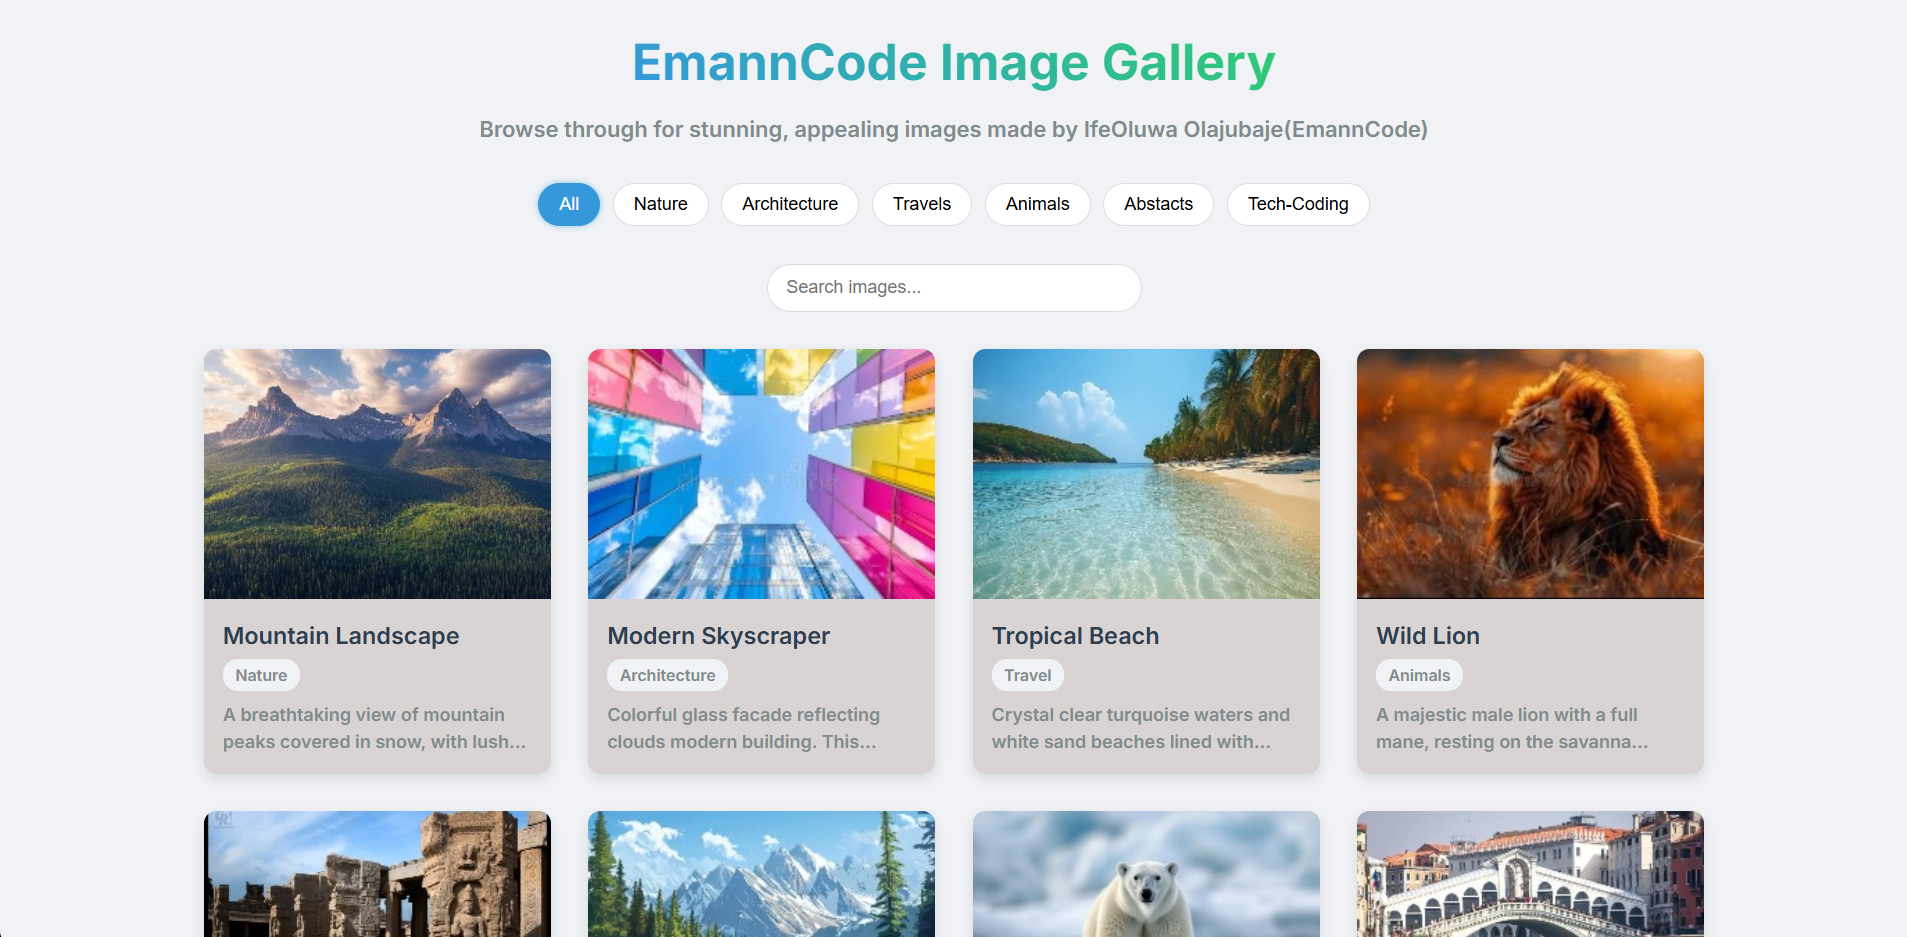 EmannCode Image Gallery
Browse through for stunning, appealing images made by IfeOluwa Olajubaje(EmannCode)
All Nature Architecture Travels Animals Abstacts Tech-Coding
Search images...
Mountain Landscape
Nature
A breathtaking view of mountain
peaks covered in snow, with lush...
Modern Skyscraper
Architecture
Colorful glass facade reflecting
clouds modern building. This...
Tropical Beach
Travel
Crystal clear turquoise waters and
white sand beaches lined with...
Wild Lion
Animals
A majestic male lion with a full
mane, resting on the savanna...